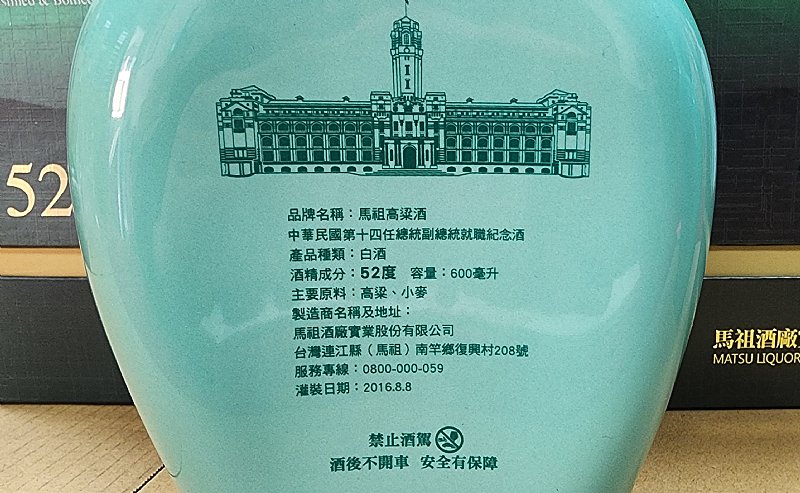 52
品牌名稱：馬祖高粱酒
中華民國第十四任總統副總統就職紀念酒
產品種類：白酒
酒精成分：52度 容量：600毫升
主要原料：高粱、小麥
製造商名稱及地址：
馬祖酒廠實業股份有限公司
台灣連江縣（馬祖）南竿鄉復興村208號
服務專線：0800-000-059
灌裝日期：2016.8.8
禁止酒駕
酒後不開車 安全有保障
馬祖酒廠
MATSU LIQUOR